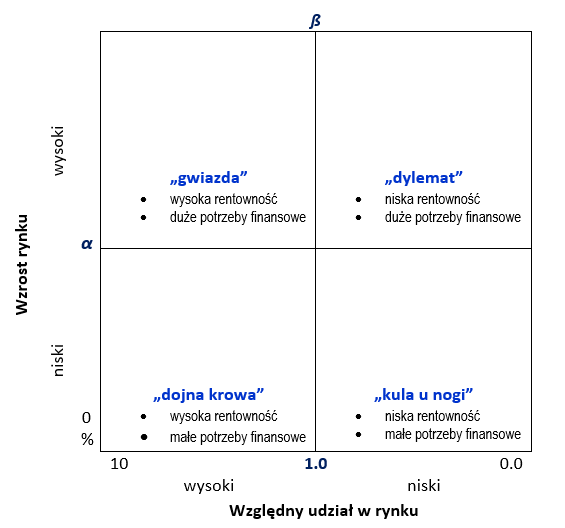 ß
wysoki
„gwiazda”
• wysoka rentowność
• duże potrzeby finansowe
„dylemat”
• niska rentowność
• duże potrzeby finansowe
Wzrost rynku
α
niski
„dojna krowa”
• wysoka rentowność
• małe potrzeby finansowe
„kula u nogi”
• niska rentowność
• małe potrzeby finansowe
0
%
10
1.0
0.0
wysoki
niski
Względny udział w rynku